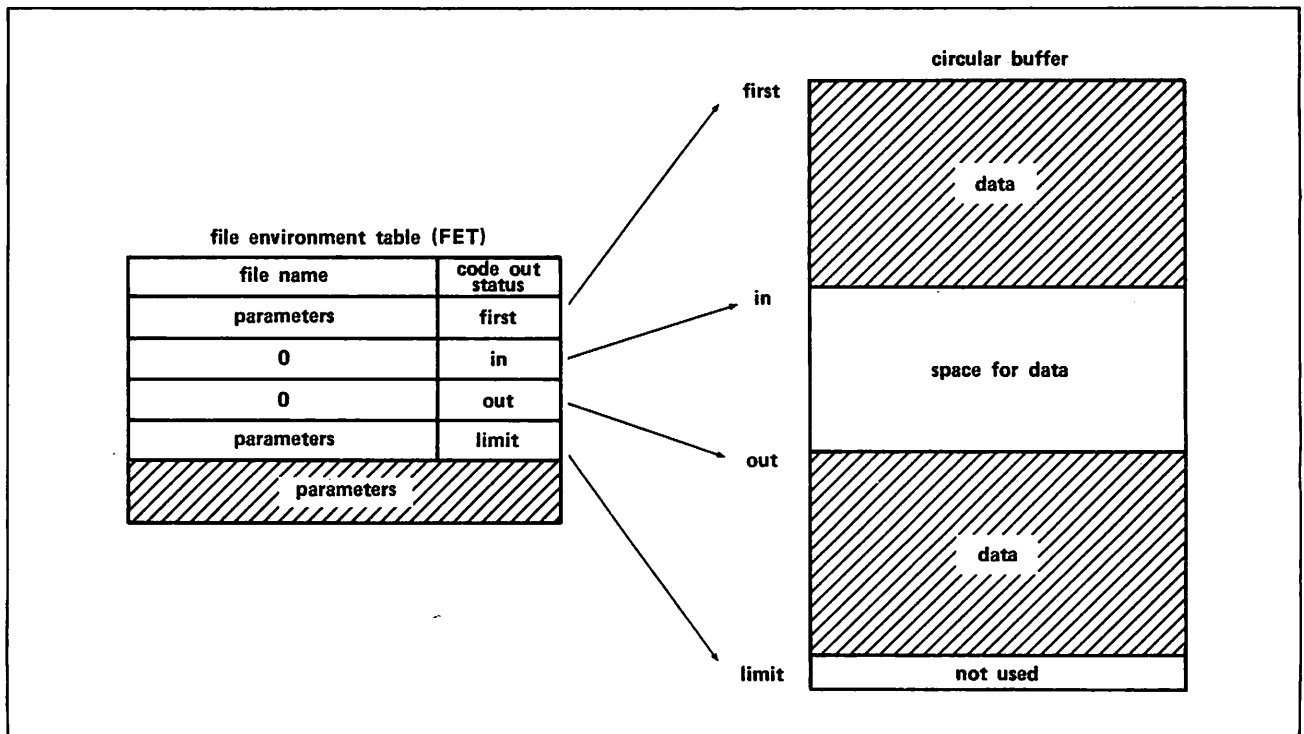 file environment table (FET)
file name
code out
status
parameters
first
0
in
0
out
parameters
limit
parameters
circular buffer
first
data
in
space for data
out
data
limit
not used